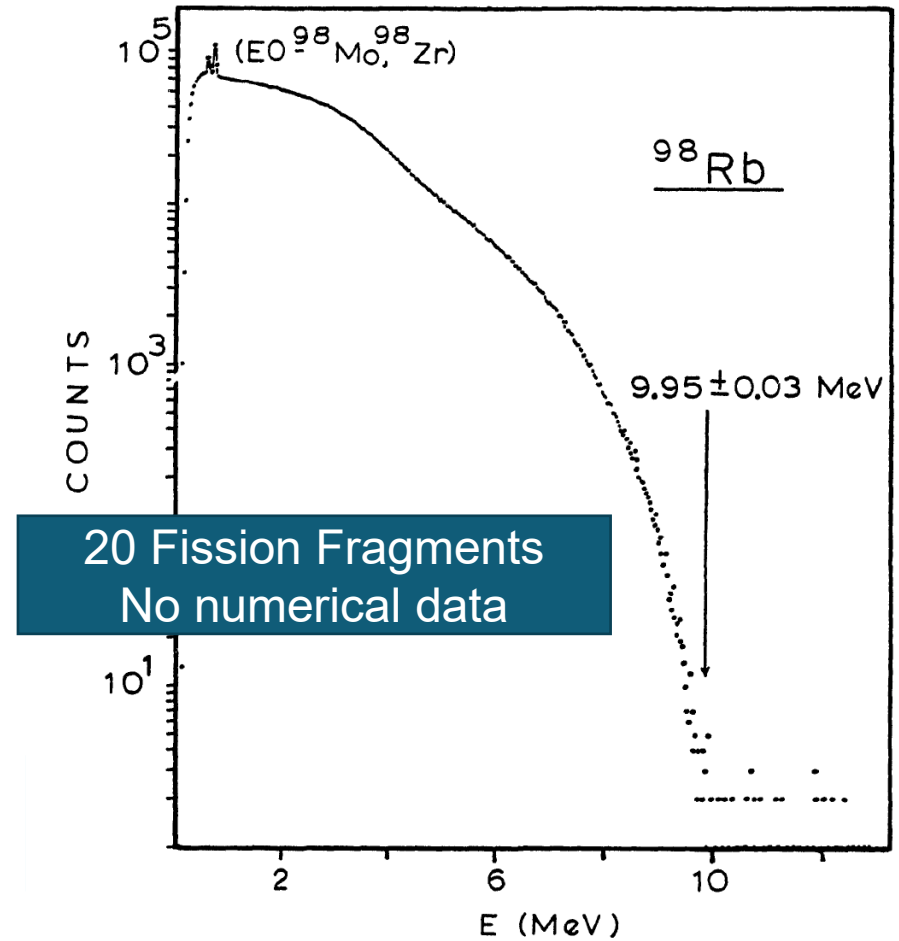 10⁵
(E0-⁹⁸Mo,⁹⁸Zr)
⁹⁸Rb
10³
9.95±0.03 MeV
COUNTS
20 Fission Fragments
No numerical data
10¹
2 6 10
E (MeV)